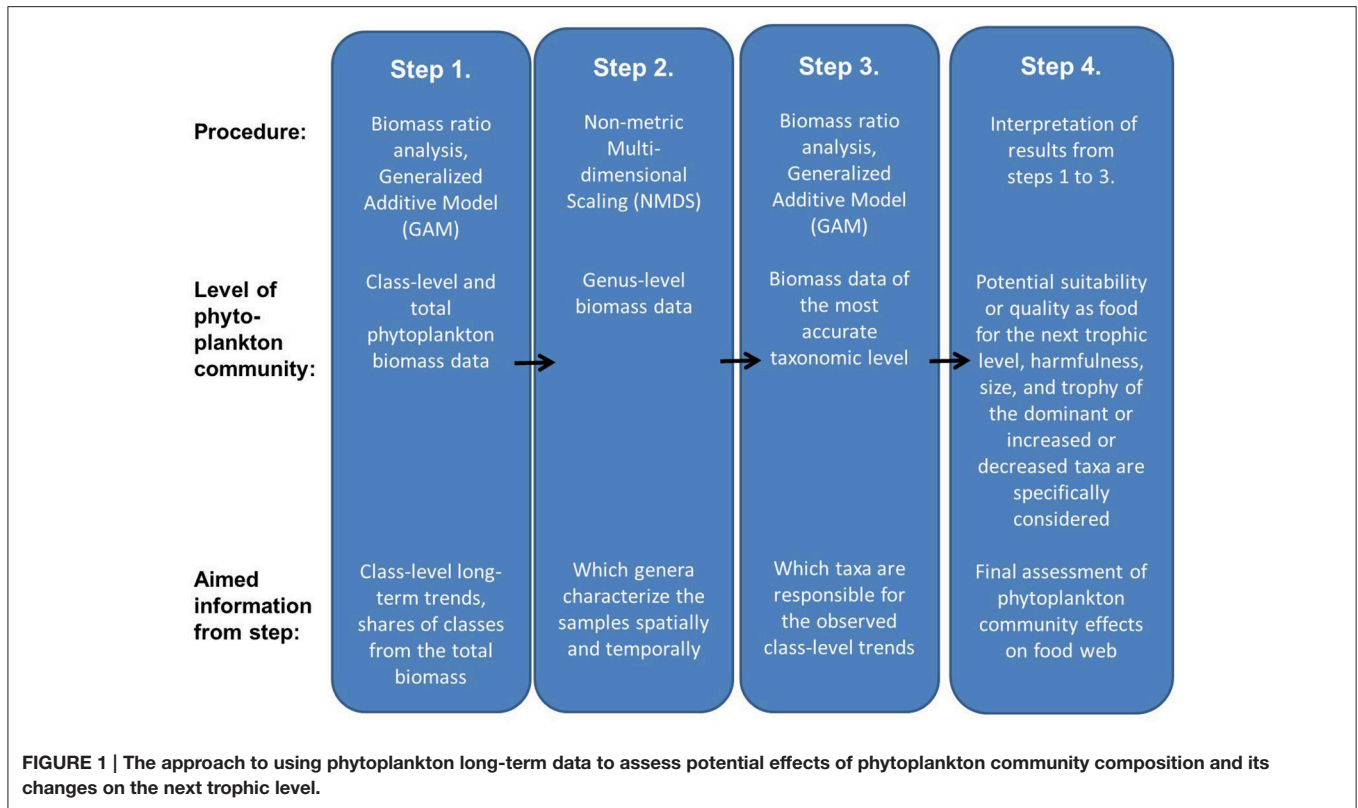 Step 1.
Step 2.
Step 3.
Step 4.
Procedure:
Biomass ratio
analysis,
Generalized
Additive Model
(GAM)
Non-metric
Multi-
dimensional
Scaling (NMDS)
Biomass ratio
analysis,
Generalized
Additive Model
(GAM)
Interpretation of
results from
steps 1 to 3.
Level of
phyto-
plankton
community:
Class-level and
total
phytoplankton
biomass data
Genus-level
biomass data
Biomass data of
the most
accurate
taxonomic level
Potential suitability
or quality as food
for the next trophic
level, harmfulness,
size, and trophy of
the dominant or
increased or
decreased taxa are
specifically
considered
Aimed
information
from step:
Class-level long-
term trends,
shares of classes
from the total
biomass
Which genera
characterize the
samples spatially
and temporally
Which taxa are
responsible for
the observed
class-level trends
Final assessment of
phytoplankton
community effects
on food web
FIGURE 1 | The approach to using phytoplankton long-term data to assess potential effects of phytoplankton community composition and its
changes on the next trophic level.